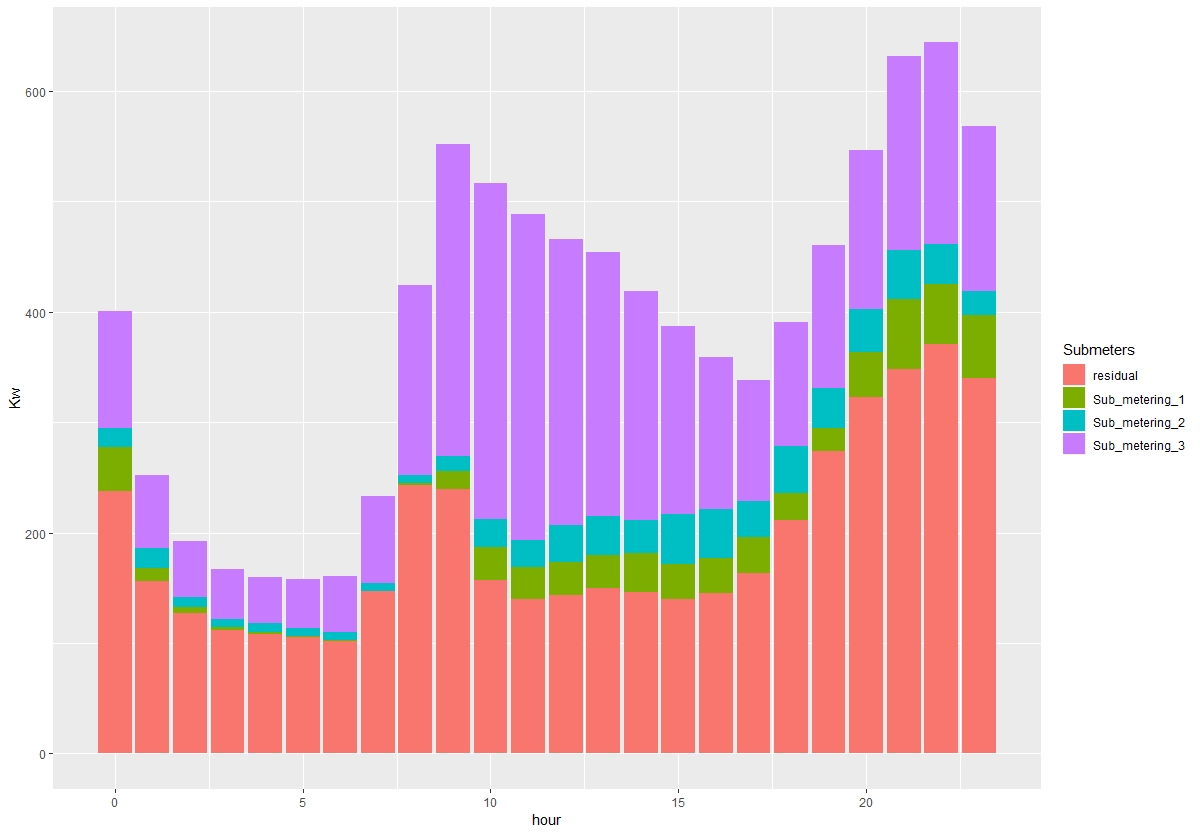 600
400
200
0
Kw
0 5 10 15 20
hour
Submeters
residual
Sub_metering_1
Sub_metering_2
Sub_metering_3